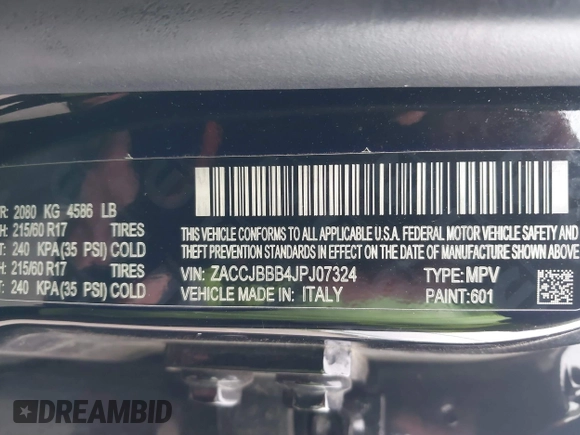 R: 2080 KG 4586 LB
H: 215/60 R17 TIRES
T: 240 KPA(35 PSI) COLD
H: 215/60 R17 TIRES
T: 240 KPA(35 PSI) COLD
THIS VEHICLE CONFORMS TO ALL APPLICABLE U.S.A. FEDERAL MOTOR VEHICLE SAFETY AND
THEFT PREVENTION STANDARDS IN EFFECT ON THE DATE OF MANUFACTURE SHOWN ABOVE.
VIN: ZACCJBBB4JPJ07324 TYPE: MPV
VEHICLE MADE IN: ITALY PAINT:601
DREAMBID